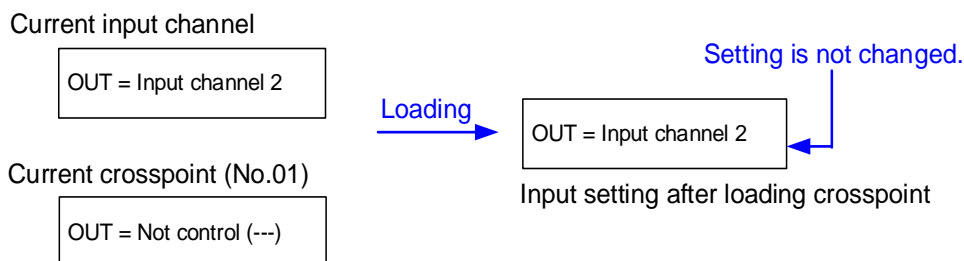 Current input channel
OUT = Input channel 2
Setting is not changed.
Loading
OUT = Input channel 2
Input setting after loading crosspoint
Current crosspoint (No.01)
OUT = Not control (---)